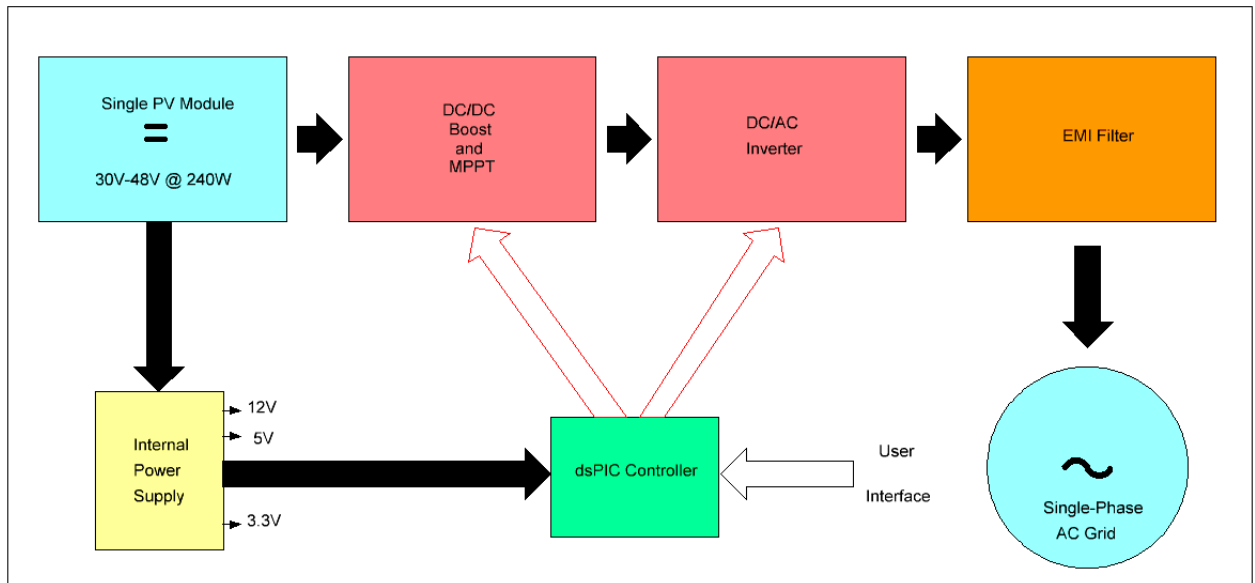 Single PV Module
30V-48V @ 240W
DC/DC
Boost
and
MPPT
DC/AC
Inverter
EMI Filter
Internal
Power
Supply
12V
5V
3.3V
dsPIC Controller
User
Interface
Single-Phase
AC Grid